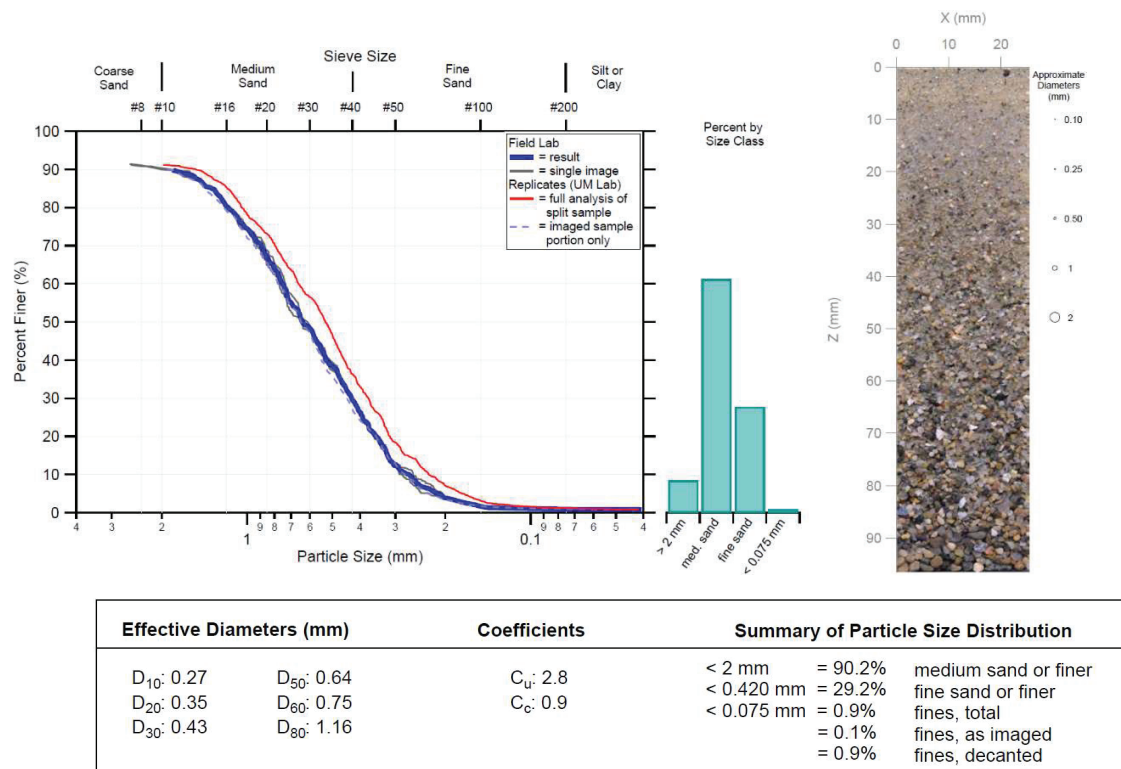 Sieve Size
Coarse
Sand
Medium
Sand
Fine
Sand
Silt or
Clay
#8 #10 #16 #20 #30 #40 #50 #100 #200
Percent Finer (%)
100
90
80
70
60
50
40
30
20
10
0
Field Lab
= result
= single image
Replicates (UM Lab)
= full analysis of
split sample
= imaged sample
portion only
4 3 2 1 9 8 7 6 5 4 3 2 0.1 9 8 7 6 5 4
Particle Size (mm)
Percent by
Size Class
> 2 mm
med. sand
fine sand
< 0.075 mm
X (mm)
0 10 20
Z (mm)
0
10
20
30
40
50
60
70
80
90
Approximate
Diameters
(mm)
0.10
0.25
0.50
1
2
Effective Diameters (mm) Coefficients Summary of Particle Size Distribution
D10: 0.27 D50: 0.64 Cu: 2.8 < 2 mm = 90.2% medium sand or finer
D20: 0.35 D60: 0.75 Cc: 0.9 < 0.420 mm = 29.2% fine sand or finer
D30: 0.43 D80: 1.16 < 0.075 mm = 0.9% fines, total
= 0.1% fines, as imaged
= 0.9% fines, decanted